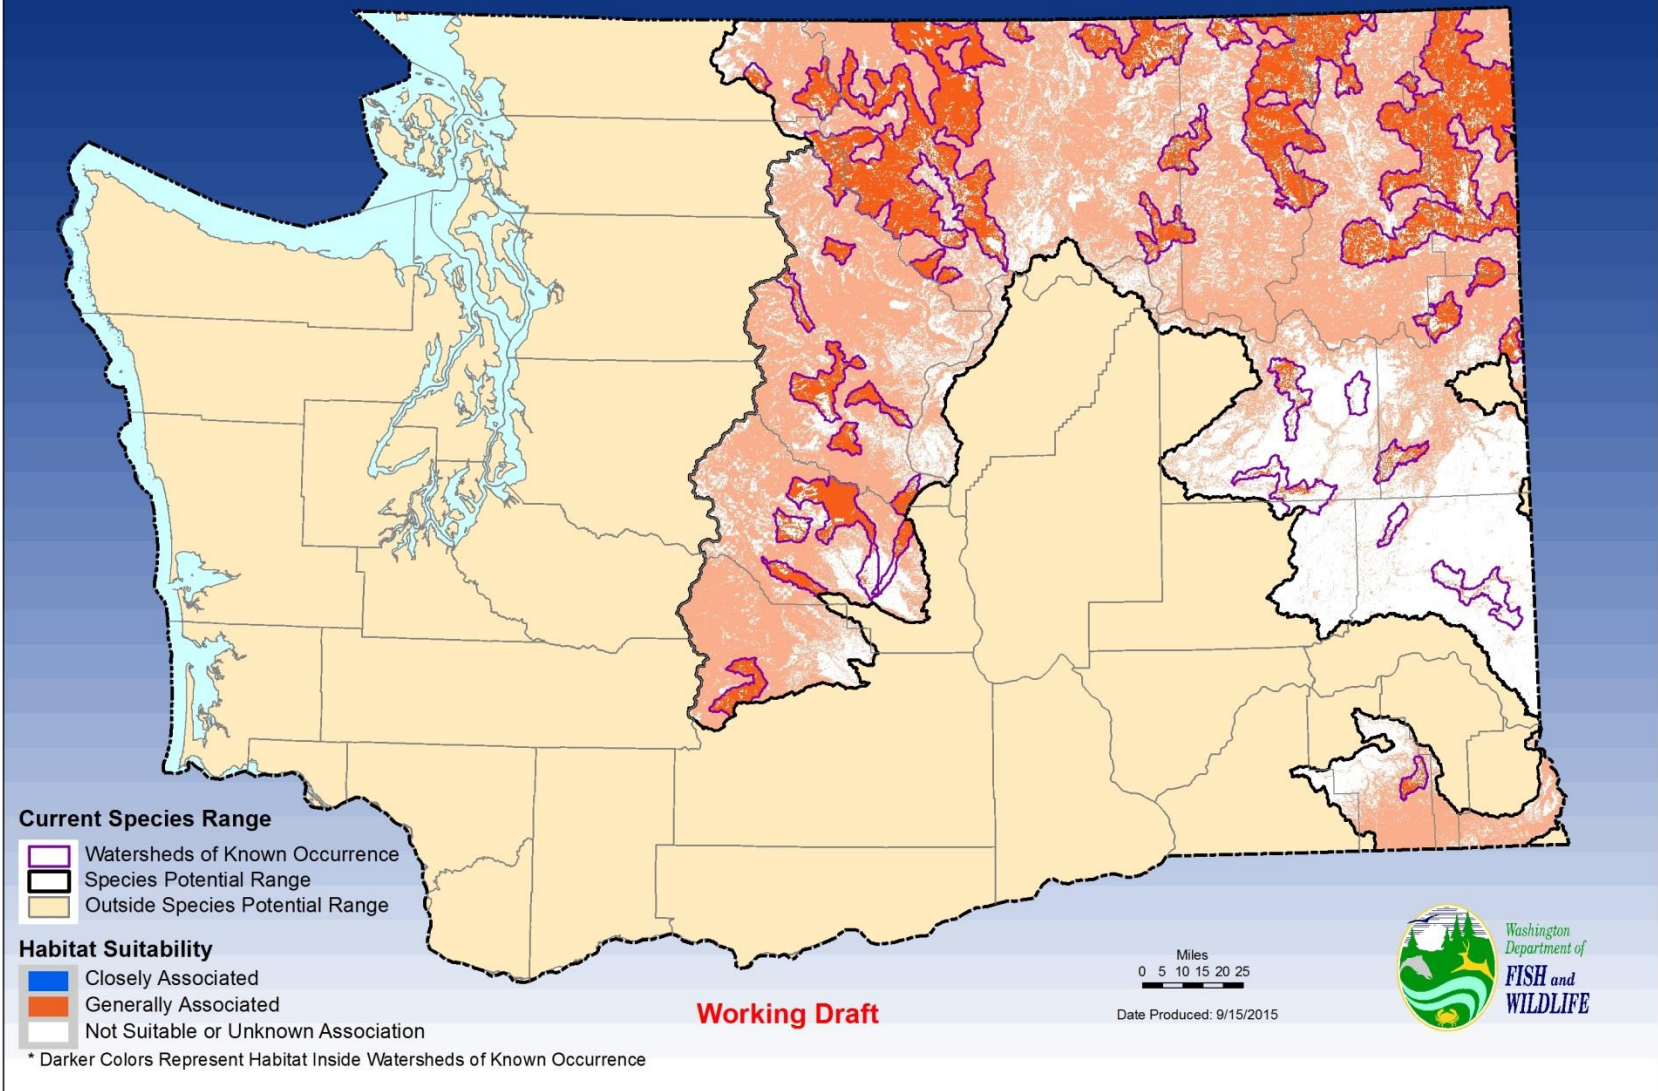 Current Species Range
Watersheds of Known Occurrence
Species Potential Range
Outside Species Potential Range
Habitat Suitability
Closely Associated
Generally Associated
Not Suitable or Unknown Association
* Darker Colors Represent Habitat Inside Watersheds of Known Occurrence
Working Draft
Miles
0 5 10 15 20 25
Date Produced: 9/15/2015
Washington
Department of
FISH and
WILDLIFE